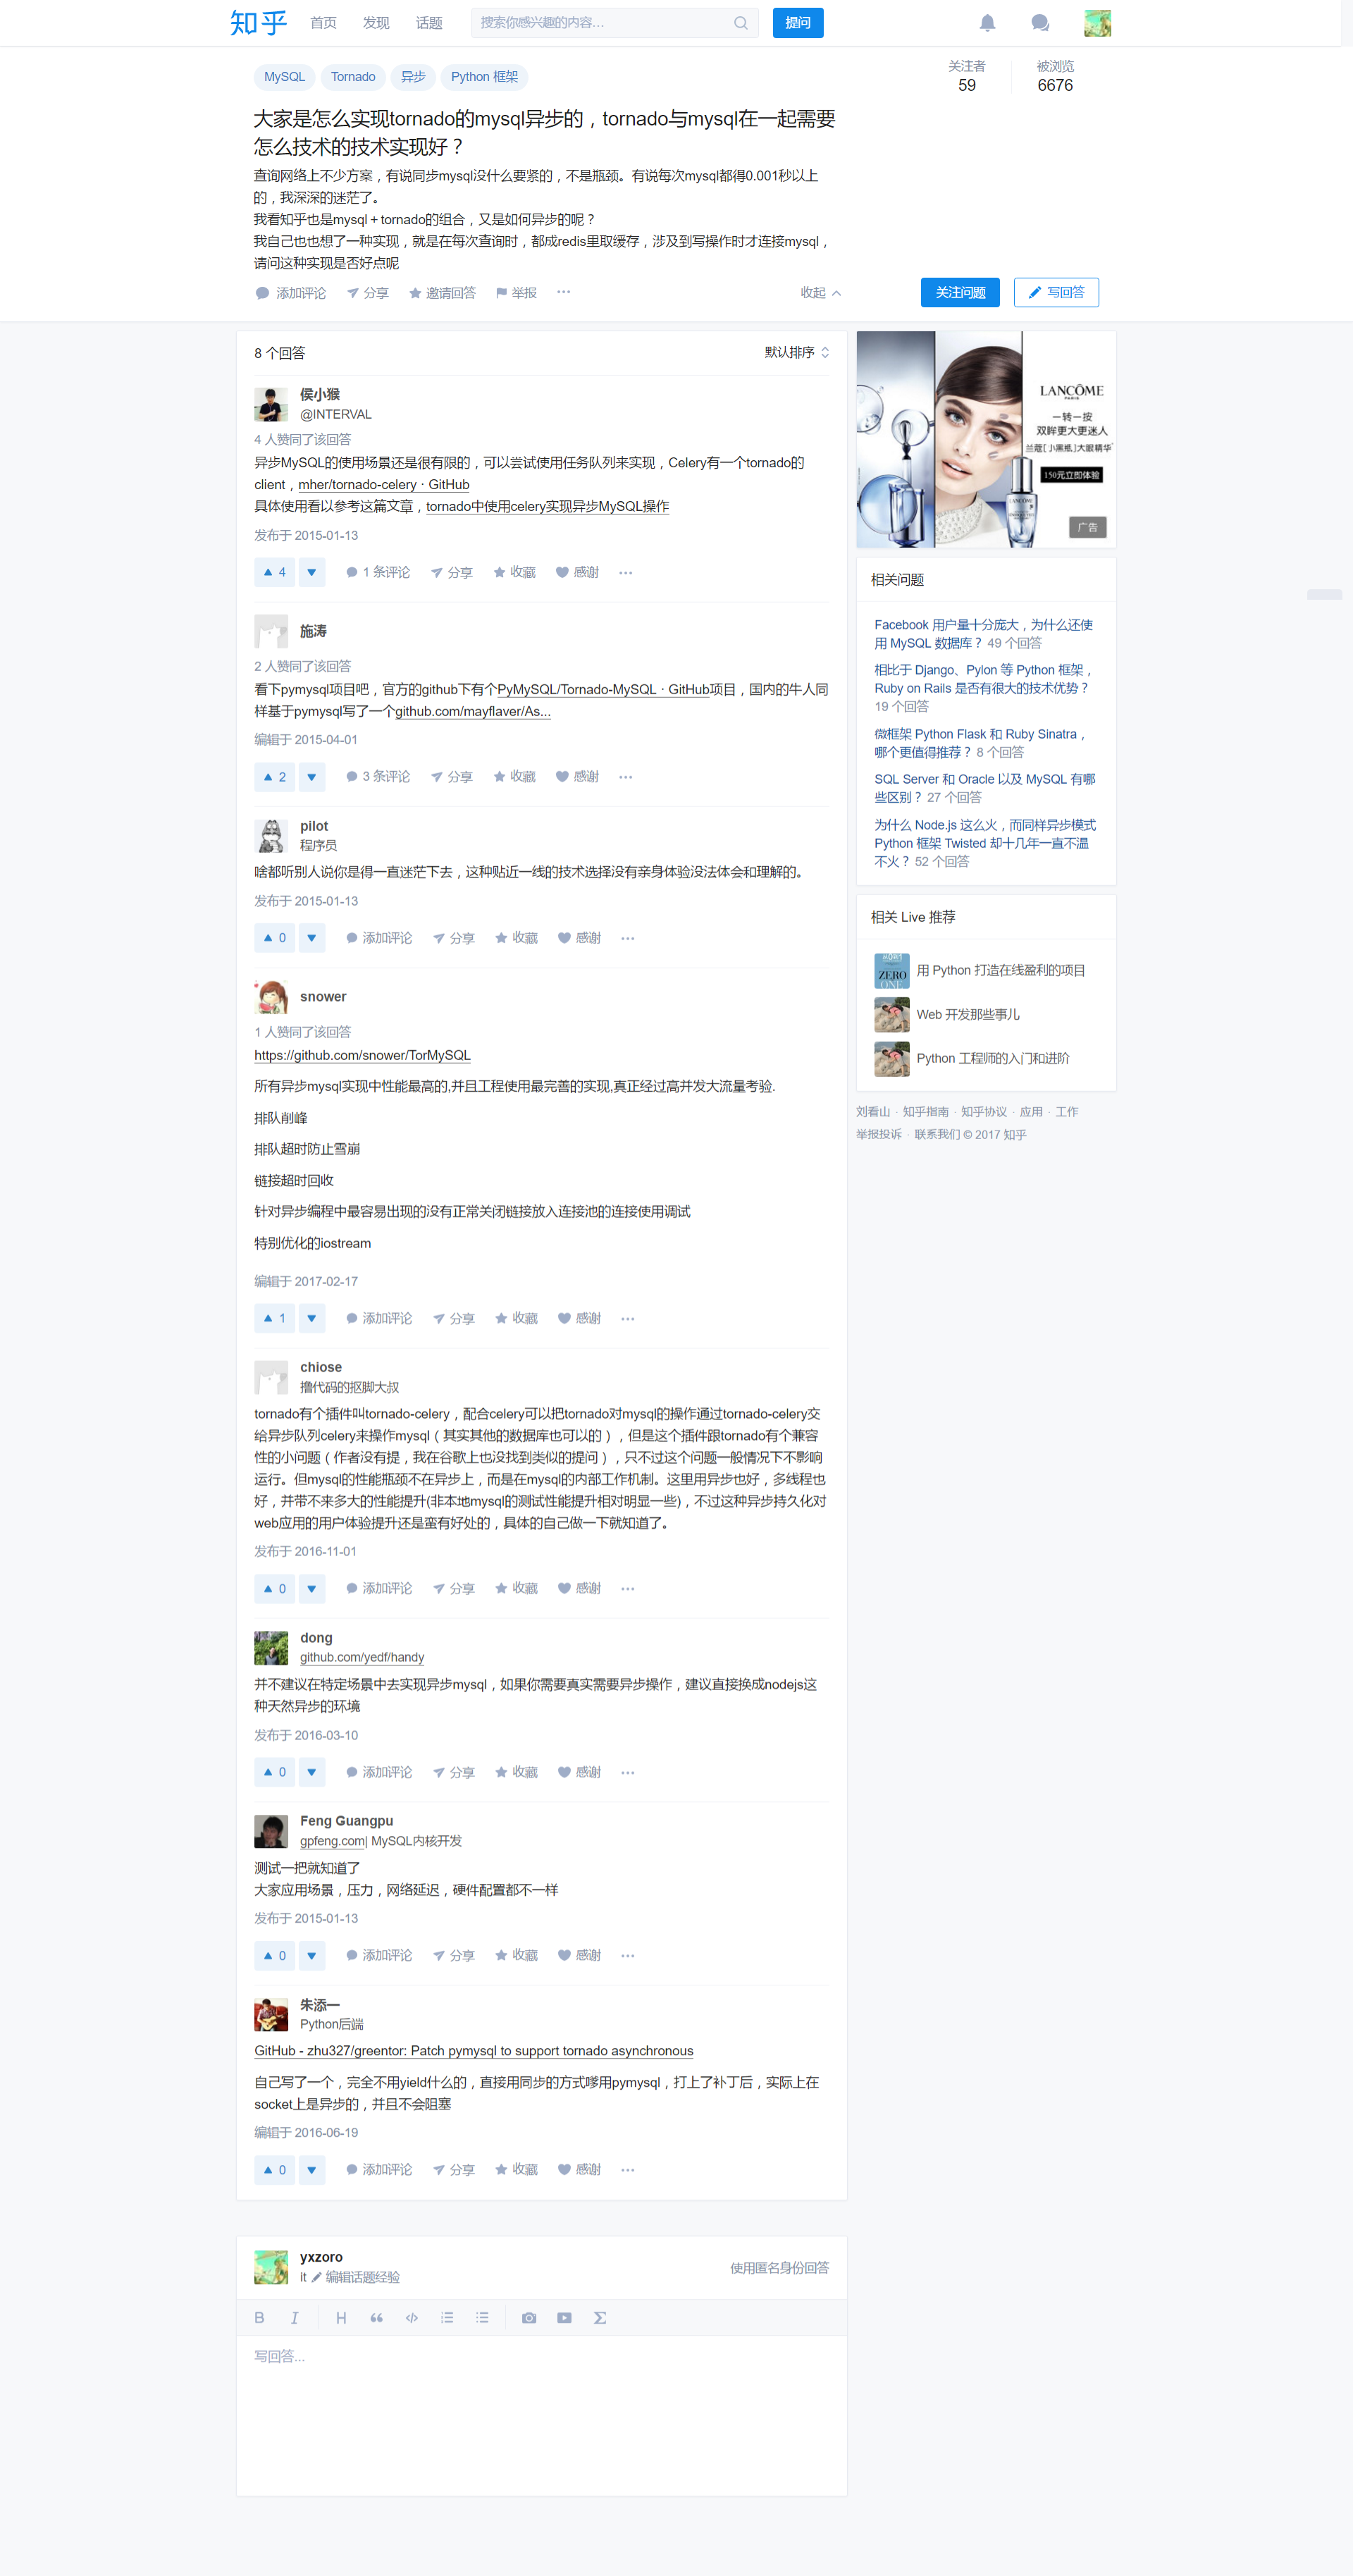 知乎
首页
发现
话题
搜索你感兴趣的内容…
提问
MySQL
Tornado
异步
Python 框架
关注者
59
被浏览
6676
大家是怎么实现tornado的mysql异步的，tornado与mysql在一起需要
怎么技术的技术实现好？
查询网络上不少方案，有说同步mysql没什么要紧的，不是瓶颈。有说每次mysql都得0.001秒以上
的，我深深的迷茫了。
我看知乎也是mysql＋tornado的组合，又是如何异步的呢？
我自己也也想了一种实现，就是在每次查询时，都成redis里取缓存，涉及到写操作时才连接mysql，
请问这种实现是否好点呢
添加评论
分享
邀请回答
举报
收起
关注问题
写回答
8 个回答
默认排序
侯小猴
@INTERVAL
4 人赞同了该回答
异步MySQL的使用场景还是很有限的，可以尝试使用任务队列来实现，Celery有一个tornado的
client，mher/tornado-celery · GitHub
具体使用看以参考这篇文章，tornado中使用celery实现异步MySQL操作
发布于 2015-01-13
4
1 条评论
分享
收藏
感谢
施涛
2 人赞同了该回答
看下pymysql项目吧，官方的github下有个PyMySQL/Tornado-MySQL · GitHub项目，国内的牛人同
样基于pymysql写了一个github.com/mayflaver/As...
编辑于 2015-04-01
2
3 条评论
分享
收藏
感谢
pilot
程序员
啥都听别人说你是得一直迷茫下去，这种贴近一线的技术选择没有亲身体验没法体会和理解的。
发布于 2015-01-13
0
添加评论
分享
收藏
感谢
snower
1 人赞同了该回答
https://github.com/snower/TorMySQL
所有异步mysql实现中性能最高的,并且工程使用最完善的实现,真正经过高并发大流量考验.
排队削峰
排队超时防止雪崩
链接超时回收
针对异步编程中最容易出现的没有正常关闭链接放入连接池的连接使用调试
特别优化的iostream
编辑于 2017-02-17
1
添加评论
分享
收藏
感谢
chiose
撸代码的抠脚大叔
tornado有个插件叫tornado-celery，配合celery可以把tornado对mysql的操作通过tornado-celery交
给异步队列celery来操作mysql（其实其他的数据库也可以的），但是这个插件跟tornado有个兼容
性的小问题（作者没有提，我在谷歌上也没找到类似的提问），只不过这个问题一般情况下不影响
运行。但mysql的性能瓶颈不在异步上，而是在mysql的内部工作机制。这里用异步也好，多线程也
好，并带不来多大的性能提升(非本地mysql的测试性能提升相对明显一些)，不过这种异步持久化对
web应用的用户体验提升还是蛮有好处的，具体的自己做一下就知道了。
发布于 2016-11-01
0
添加评论
分享
收藏
感谢
dong
github.com/yedf/handy
并不建议在特定场景中去实现异步mysql，如果你需要真实需要异步操作，建议直接换成nodejs这
种天然异步的环境
发布于 2016-03-10
0
添加评论
分享
收藏
感谢
Feng Guangpu
gpfeng.com| MySQL内核开发
测试一把就知道了
大家应用场景，压力，网络延迟，硬件配置都不一样
发布于 2015-01-13
0
添加评论
分享
收藏
感谢
朱添一
Python后端
GitHub - zhu327/greentor: Patch pymysql to support tornado asynchronous
自己写了一个，完全不用yield什么的，直接用同步的方式嗲用pymysql，打上了补丁后，实际上在
socket上是异步的，并且不会阻塞
编辑于 2016-06-19
0
添加评论
分享
收藏
感谢
yxzoro
it
编辑话题经验
使用匿名身份回答
B
I
H
写回答...
LANCÔME
PARIS
一转一按
双眸更大更迷人
兰蔻[小黑瓶]大眼精华
150元立即体验
LANCÔME
广告
相关问题
Facebook 用户量十分庞大，为什么还使
用 MySQL 数据库？ 49 个回答
相比于 Django、Pylon 等 Python 框架，
Ruby on Rails 是否有很大的技术优势？
19 个回答
微框架 Python Flask 和 Ruby Sinatra，
哪个更值得推荐？ 8 个回答
SQL Server 和 Oracle 以及 MySQL 有哪
些区别？ 27 个回答
为什么 Node.js 这么火，而同样异步模式
Python 框架 Twisted 却十几年一直不温
不火？ 52 个回答
相关 Live 推荐
ZERO
ONE
用 Python 打造在线盈利的项目
Web 开发那些事儿
Python 工程师的入门和进阶
刘看山 · 知乎指南 · 知乎协议 · 应用 · 工作
举报投诉 · 联系我们 © 2017 知乎